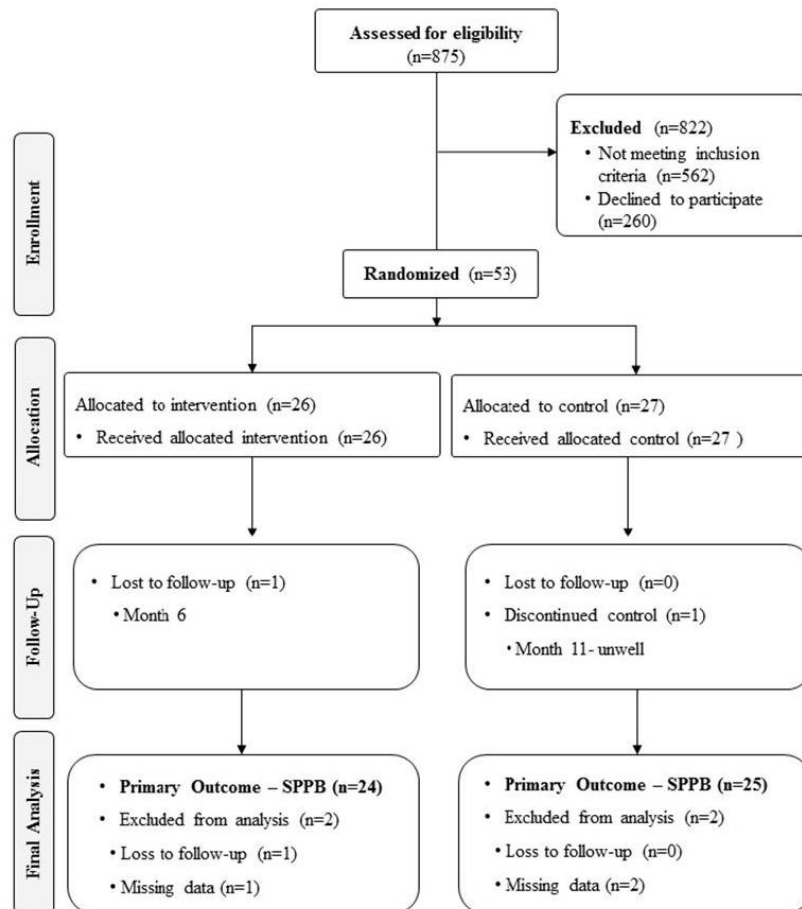 Assessed for eligibility
(n=875)
Enrollment
Excluded (n=822)
• Not meeting inclusion
criteria (n=562)
• Declined to participate
(n=260)
Randomized (n=53)
Allocation
Allocated to intervention (n=26)
• Received allocated intervention (n=26)
Allocated to control (n=27)
• Received allocated control (n=27 )
Follow-Up
• Lost to follow-up (n=1)
• Month 6
• Lost to follow-up (n=0)
• Discontinued control (n=1)
• Month 11- unwell
Final Analysis
• Primary Outcome – SPPB (n=24)
• Excluded from analysis (n=2)
• Loss to follow-up (n=1)
• Missing data (n=1)
• Primary Outcome – SPPB (n=25)
• Excluded from analysis (n=2)
• Loss to follow-up (n=0)
• Missing data (n=2)